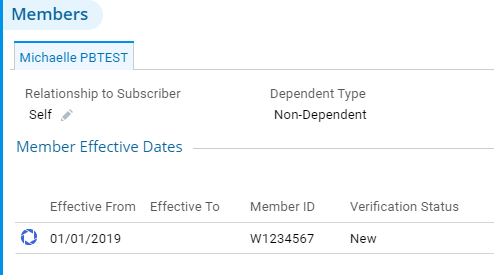 Members
Michaelle PBTEST
Relationship to Subscriber Dependent Type
Self Non-Dependent
Member Effective Dates
Effective From Effective To Member ID Verification Status
01/01/2019 W1234567 New